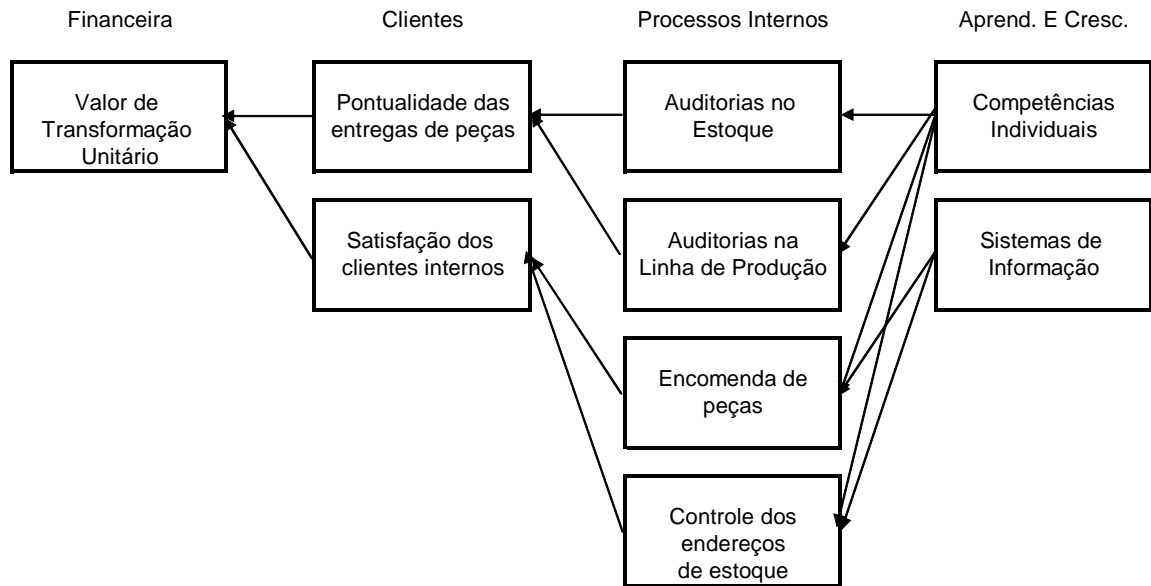 Financeira
Clientes
Processos Internos
Aprend. E Cresc.
Valor de
Transformação
Unitário
Pontualidade das
entregas de peças
Auditorias no
Estoque
Competências
Individuais
Satisfação dos
clientes internos
Auditorias na
Linha de Produção
Sistemas de
Informação
Encomenda de
peças
Controle dos
endereços
de estoque